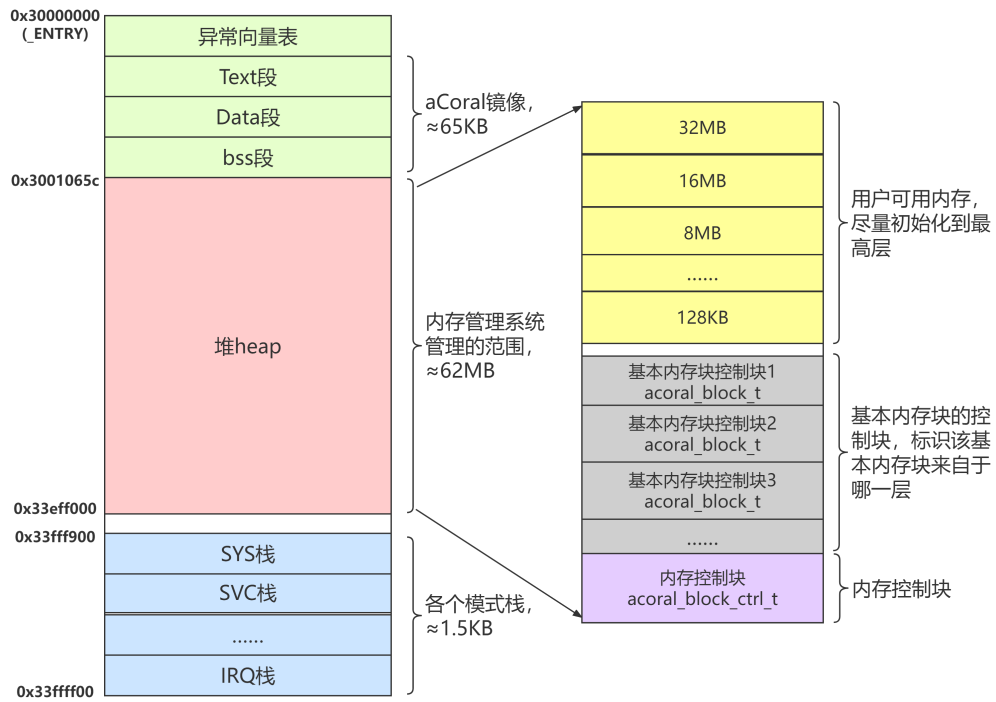 0x30000000
(_ENTRY)
异常向量表
Text段
Data段
bss段
aCoral镜像，
≈65KB
0x3001065c
堆heap
内存管理系统
管理的范围，
≈62MB
0x33eff000
0x33fff900
SYS栈
SVC栈
......
IRQ栈
各个模式栈，
≈1.5KB
0x33ffff00
32MB
16MB
8MB
......
128KB
用户可用内存，
尽量初始化到最
高层
基本内存块控制块1
acoral_block_t
基本内存块控制块2
acoral_block_t
基本内存块控制块3
acoral_block_t
......
基本内存块的控
制块，标识该基
本内存块来自于
哪一层
内存控制块
acoral_block_ctrl_t
内存控制块